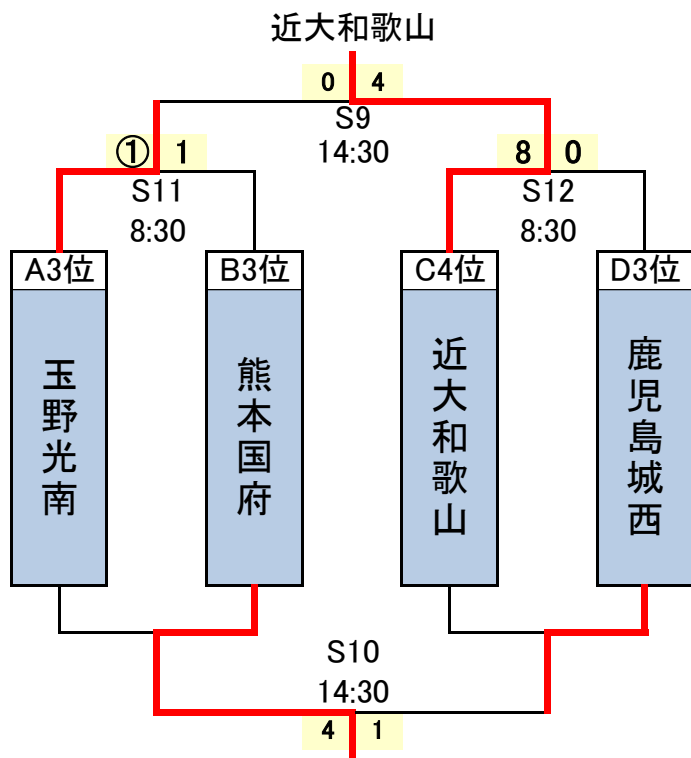 近大和歌山
0 4
S9
14:30
① 1
8 0
S11
8:30
S12
8:30
A3位
B3位
C4位
D3位
玉野光南
熊本国府
近大和歌山
鹿児島城西
S10
14:30
4 1